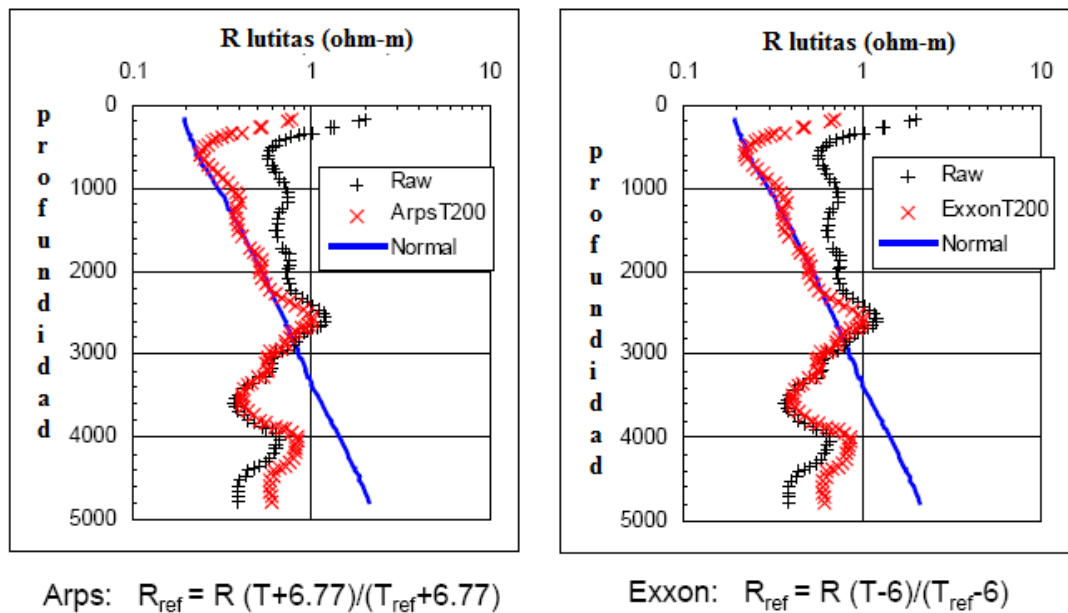 R lutitas (ohm-m)
0.1 1 10
profundidad
0
1000
2000
3000
4000
5000
Raw
ArpsT200
Normal
Arps: R_ref = R (T+6.77)/(T_ref+6.77)
R lutitas (ohm-m)
0.1 1 10
profundidad
0
1000
2000
3000
4000
5000
Raw
ExxonT200
Normal
Exxon: R_ref = R (T-6)/(T_ref-6)